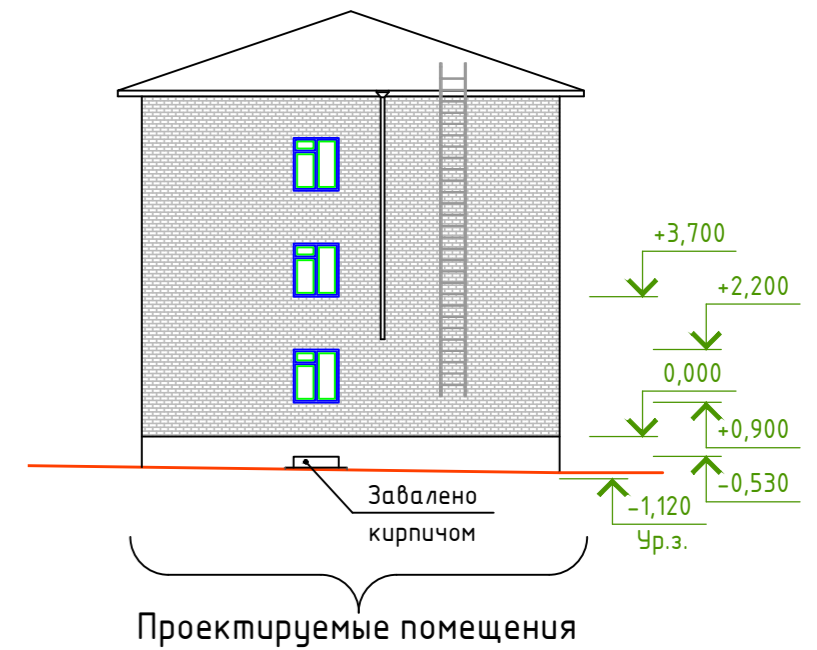 +3,700
+2,200
0,000
+0,900
-0,530
-1,120
Ур.з.
Завалено
кирпичом
Проектируемые помещения